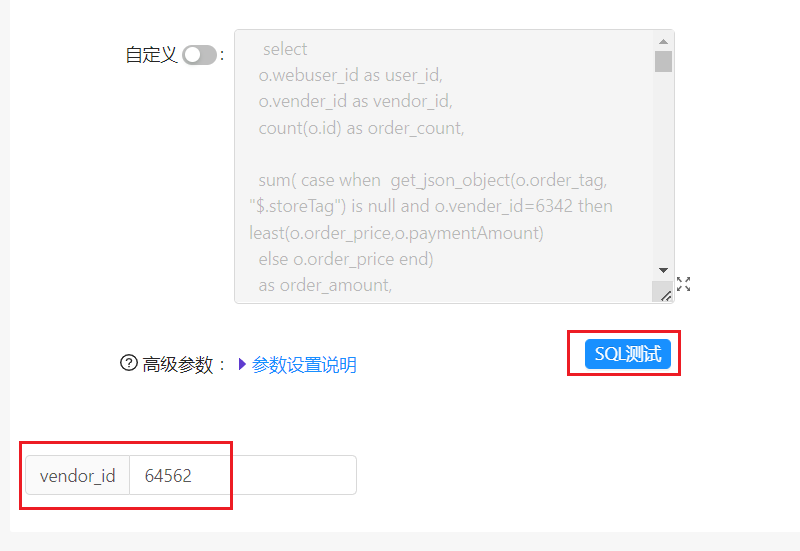 自定义 :
select
o.webuser_id as user_id,
o.vender_id as vendor_id,
count(o.id) as order_count,
sum( case when get_json_object(o.order_tag,
"$.storeTag") is null and o.vender_id=6342 then
least(o.order_price,o.paymentAmount)
else o.order_price end)
as order_amount,
高级参数 : 参数设置说明
SQL测试
vendor_id 64562